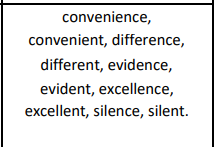 convenience,
convenient, difference,
different, evidence,
evident, excellence,
excellent, silence, silent.